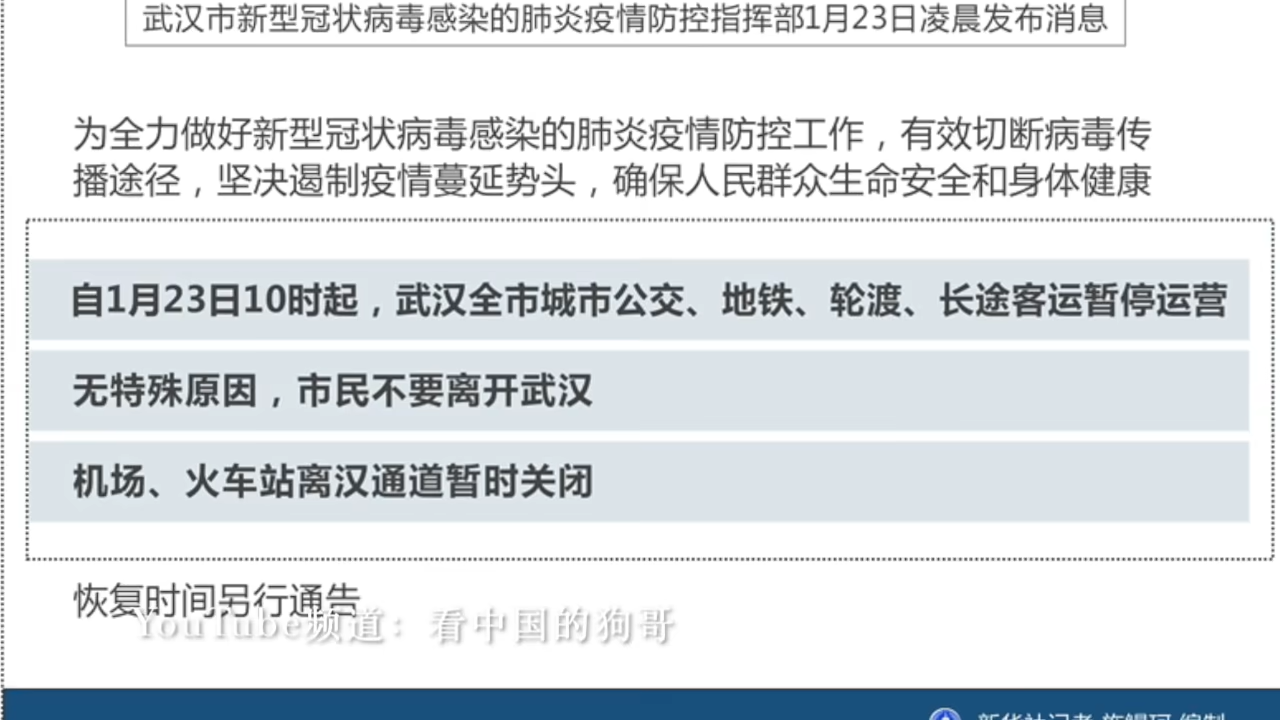 武汉市新型冠状病毒感染的肺炎疫情防控指挥部1月23日凌晨发布消息
为全力做好新型冠状病毒感染的肺炎疫情防控工作，有效切断病毒传
播途径，坚决遏制疫情蔓延势头，确保人民群众生命安全和身体健康
自1月23日10时起，武汉全市城市公交、地铁、轮渡、长途客运暂停运营
无特殊原因，市民不要离开武汉
机场、火车站离汉通道暂时关闭
恢复时间另行通告
YouTube频道：看中国的狗哥
新华社记者 编制